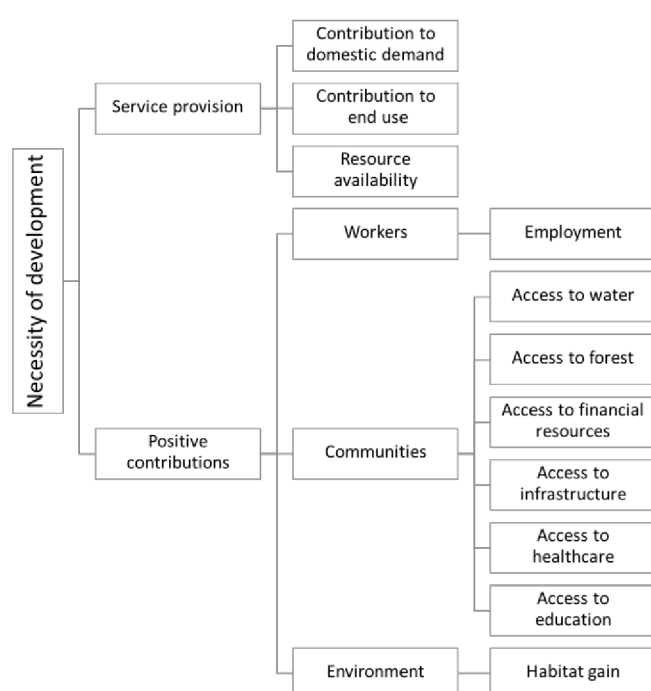 Necessity of development
Service provision
Contribution to
domestic demand
Contribution to
end use
Resource
availability
Positive
contributions
Workers
Employment
Communities
Access to water
Access to forest
Access to financial
resources
Access to
infrastructure
Access to
healthcare
Access to
education
Environment
Habitat gain